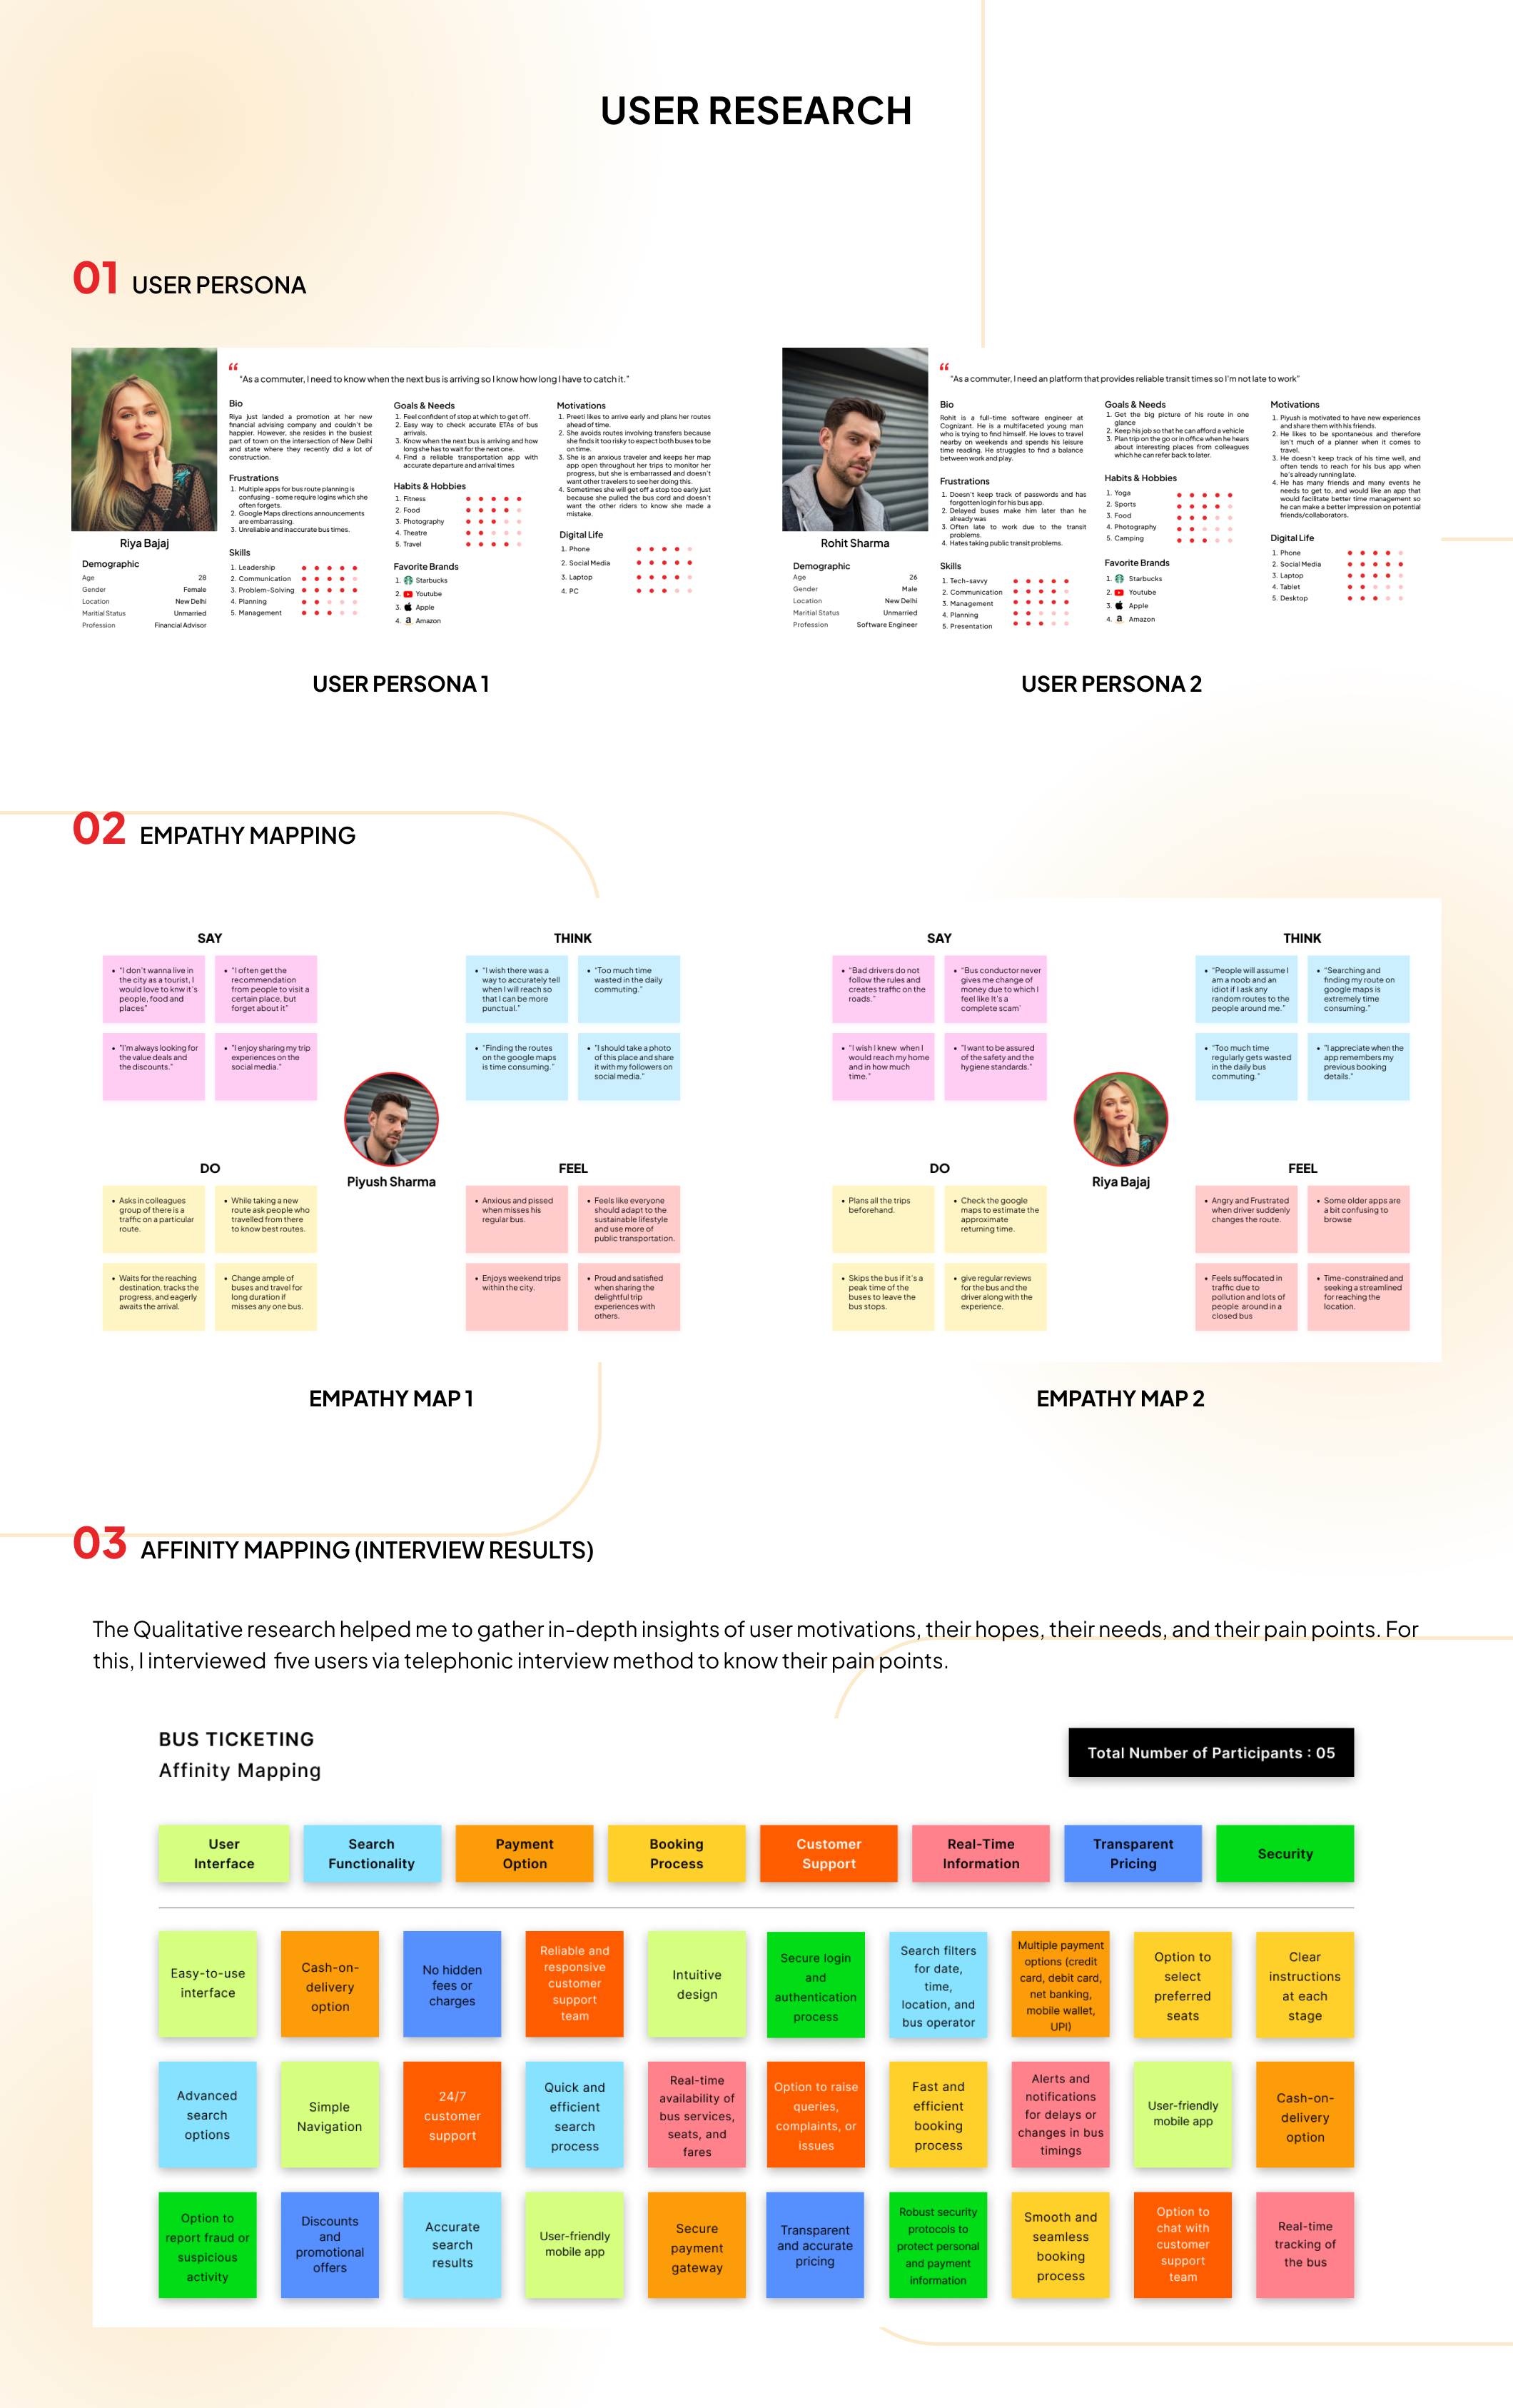 USER RESEARCH
01 USER PERSONA
“
"As a commuter, I need to know when the next bus is arriving so I know how long I have to catch it."
Riya Bajaj
Demographic
Age 28
Gender Female
Location New Delhi
Maritial Status Unmarried
Profession Financial Advisor
Bio
Riya just landed a promotion at her new
financial advising company and couldn't be
happier. However, she resides in the busiest
part of town on the intersection of New Delhi
and state where they recently did a lot of
construction.
Frustrations
1. Multiple apps for bus route planning is
confusing - some require logins which she
often forgets.
2. Google Maps directions announcements
are embarrassing.
3. Unreliable and inaccurate bus times.
Skills
1. Leadership
2. Communication
3. Problem-Solving
4. Planning
5. Management
Goals & Needs
1. Feel confident of stop at which to get off.
2. Easy way to check accurate ETAs of bus
arrivals.
3. Know when the next bus is arriving and how
long she has to wait for the next one.
4. Find a reliable transportation app with
accurate departure and arrival times
Habits & Hobbies
1. Fitness
2. Food
3. Photography
4. Theatre
5. Travel
Favorite Brands
1. Starbucks
2. Youtube
3. Apple
4. Amazon
Motivations
1. Preeti likes to arrive early and plans her routes
ahead of time.
2. She avoids routes involving transfers because
she finds it too risky to expect both buses to be
on time.
3. She is an anxious traveler and keeps her map
app open throughout her trips to monitor her
progress, but she is embarrassed and doesn't
want other travelers to see her doing this.
4. Sometimes she will get off a stop too early just
because she pulled the bus cord and doesn't
want the other riders to know she made a
mistake.
Digital Life
1. Phone
2. Social Media
3. Laptop
4. PC
USER PERSONA 1
“
"As a commuter, I need an platform that provides reliable transit times so I'm not late to work"
Rohit Sharma
Demographic
Age 26
Gender Male
Location New Delhi
Maritial Status Unmarried
Profession Software Engineer
Bio
Rohit is a full-time software engineer at
Cognizant. He is a multifaceted young man
who is trying to find himself. He loves to travel
nearby on weekends and spends his leisure
time reading. He struggles to find a balance
between work and play.
Frustrations
1. Doesn't keep track of passwords and has
forgotten login for his bus app.
2. Delayed buses make him later than he
already was
3. Often late to work due to the transit
problems.
4. Hates taking public transit problems.
Skills
1. Tech-savvy
2. Communication
3. Management
4. Planning
5. Presentation
Goals & Needs
1. Get the big picture of his route in one
glance
2. Keep his job so that he can afford a vehicle
3. Plan trip on the go or in office when he hears
about interesting places from colleagues
which he can refer back to later.
Habits & Hobbies
1. Yoga
2. Sports
3. Food
4. Photography
5. Camping
Favorite Brands
1. Starbucks
2. Youtube
3. Apple
4. Amazon
Motivations
1. Piyush is motivated to have new experiences
and share them with his friends.
2. He likes to be spontaneous and therefore
isn't much of a planner when it comes to
travel.
3. He doesn't keep track of his time well, and
often tends to reach for his bus app when
he's already running late.
4. He has many friends and many events he
needs to get to, and would like an app that
would facilitate better time management so
he can make a better impression on potential
friends/collaborators.
Digital Life
1. Phone
2. Social Media
3. Laptop
4. Tablet
5. Desktop
USER PERSONA 2
02 EMPATHY MAPPING
SAY
• "I don't wanna live in
the city as a tourist, I
would love to knw it's
people, food and
places"
• "I often get the
recommendation
from people to visit a
certain place, but
forget about it"
• "I'm always looking for
the value deals and
the discounts."
• "I enjoy sharing my trip
experiences on the
social media."
THINK
• "I wish there was a
way to accurately tell
when I will reach so
that I can be more
punctual."
• "Too much time
wasted in the daily
commuting."
• "Finding the routes
on the google maps
is time consuming."
• "I should take a photo
of this place and share
it with my followers on
social media."
Piyush Sharma
DO
• Asks in colleagues
group of there is a
traffic on a particular
route.
• While taking a new
route ask people who
travelled from there
to know best routes.
• Waits for the reaching
destination, tracks the
progress, and eagerly
awaits the arrival.
• Change ample of
buses and travel for
long duration if
misses any one bus.
FEEL
• Anxious and pissed
when misses his
regular bus.
• Feels like everyone
should adapt to the
sustainable lifestyle
and use more of
public transportation.
• Enjoys weekend trips
within the city.
• Proud and satisfied
when sharing the
delightful trip
experiences with
others.
EMPATHY MAP 1
SAY
• "Bad drivers do not
follow the rules and
creates traffic on the
roads."
• "Bus conductor never
gives me change of
money due to which I
feel like It's a
complete scam'
• "I wish I knew when I
would reach my home
and in how much
time."
• "I want to be assured
of the safety and the
hygiene standards."
THINK
• "People will assume I
am a noob and an
idiot if I ask any
random routes to the
people around me."
• "Searching and
finding my route on
google maps is
extremely time
consuming."
• "Too much time
regularly gets wasted
in the daily bus
commuting."
• "I appreciate when the
app remembers my
previous booking
details."
Riya Bajaj
DO
• Plans all the trips
beforehand.
• Check the google
maps to estimate the
approximate
returning time.
• Skips the bus if it's a
peak time of the
buses to leave the
bus stops.
• give regular reviews
for the bus and the
driver along with the
experience.
FEEL
• Angry and Frustrated
when driver suddenly
changes the route.
• Some older apps are
a bit confusing to
browse
• Feels suffocated in
traffic due to
pollution and lots of
people around in a
closed bus
• Time-constrained and
seeking a streamlined
for reaching the
location.
EMPATHY MAP 2
03 AFFINITY MAPPING (INTERVIEW RESULTS)
The Qualitative research helped me to gather in-depth insights of user motivations, their hopes, their needs, and their pain points. For
this, I interviewed five users via telephonic interview method to know their pain points.
BUS TICKETING
Affinity Mapping
Total Number of Participants : 05
User
Interface
Search
Functionality
Payment
Option
Booking
Process
Customer
Support
Real-Time
Information
Transparent
Pricing
Security
Easy-to-use
interface
Cash-on-
delivery
option
No hidden
fees or
charges
Reliable and
responsive
customer
support
team
Intuitive
design
Secure login
and
authentication
process
Search filters
for date,
time,
location, and
bus operator
Multiple payment
options (credit
card, debit card,
net banking,
mobile wallet,
UPI)
Option to
select
preferred
seats
Clear
instructions
at each
stage
Advanced
search
options
Simple
Navigation
24/7
customer
support
Quick and
efficient
search
process
Real-time
availability of
bus services,
seats, and
fares
Option to raise
queries,
complaints, or
issues
Fast and
efficient
booking
process
Alerts and
notifications
for delays or
changes in bus
timings
User-friendly
mobile app
Cash-on-
delivery
option
Option to
report fraud or
suspicious
activity
Discounts
and
promotional
offers
Accurate
search
results
User-friendly
mobile app
Secure
payment
gateway
Transparent
and accurate
pricing
Robust security
protocols to
protect personal
and payment
information
Smooth and
seamless
booking
process
Option to
chat with
customer
support
team
Real-time
tracking of
the bus